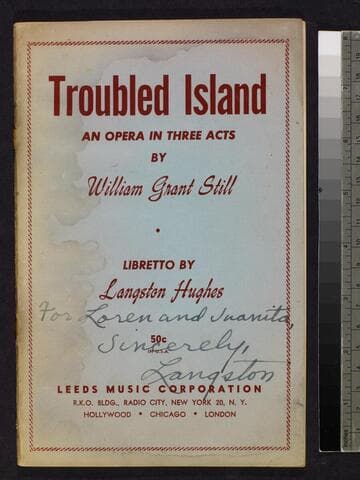 Troubled Island
AN OPERA IN THREE ACTS
BY
William Grant Still
•
LIBRETTO BY
Langston Hughes
For Loren and Juanita,
50c
Sincerely,
Langston
LEEDS MUSIC CORPORATION
R.K.O. BLDG., RADIO CITY, NEW YORK 20, N. Y.
HOLLYWOOD • CHICAGO • LONDON